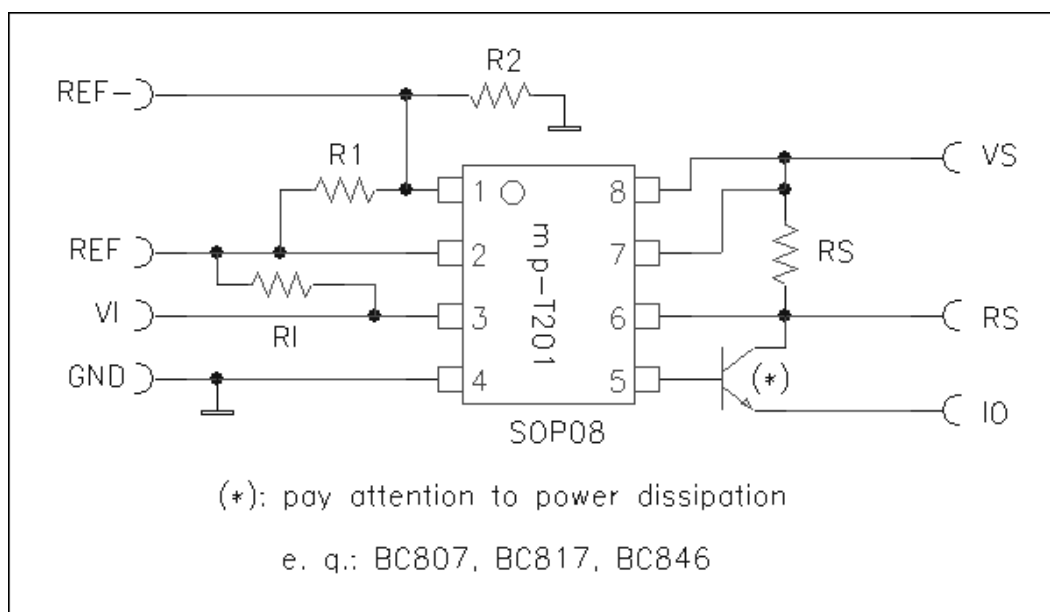 REF-
R2
R1
VS
1
8
REF
2
7
RS
VI
RI
3
6
RS
GND
4
5
mp-T201
(*)
IO
SOP08
(*): pay attention to power dissipation
e. q.: BC807, BC817, BC846